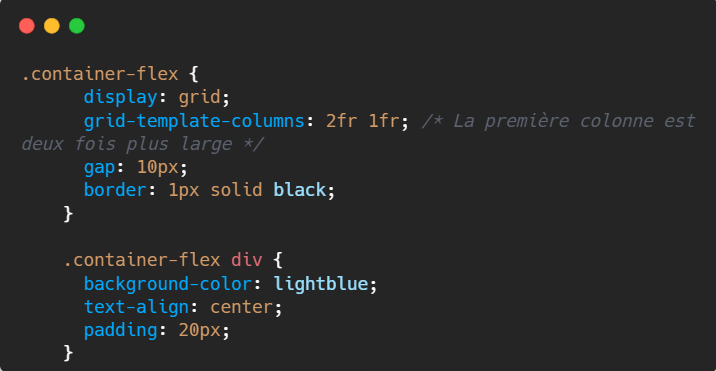 .container-flex {
display: grid;
grid-template-columns: 2fr 1fr; /* La première colonne est
deux fois plus large */
gap: 10px;
border: 1px solid black;
}
.container-flex div {
background-color: lightblue;
text-align: center;
padding: 20px;
}